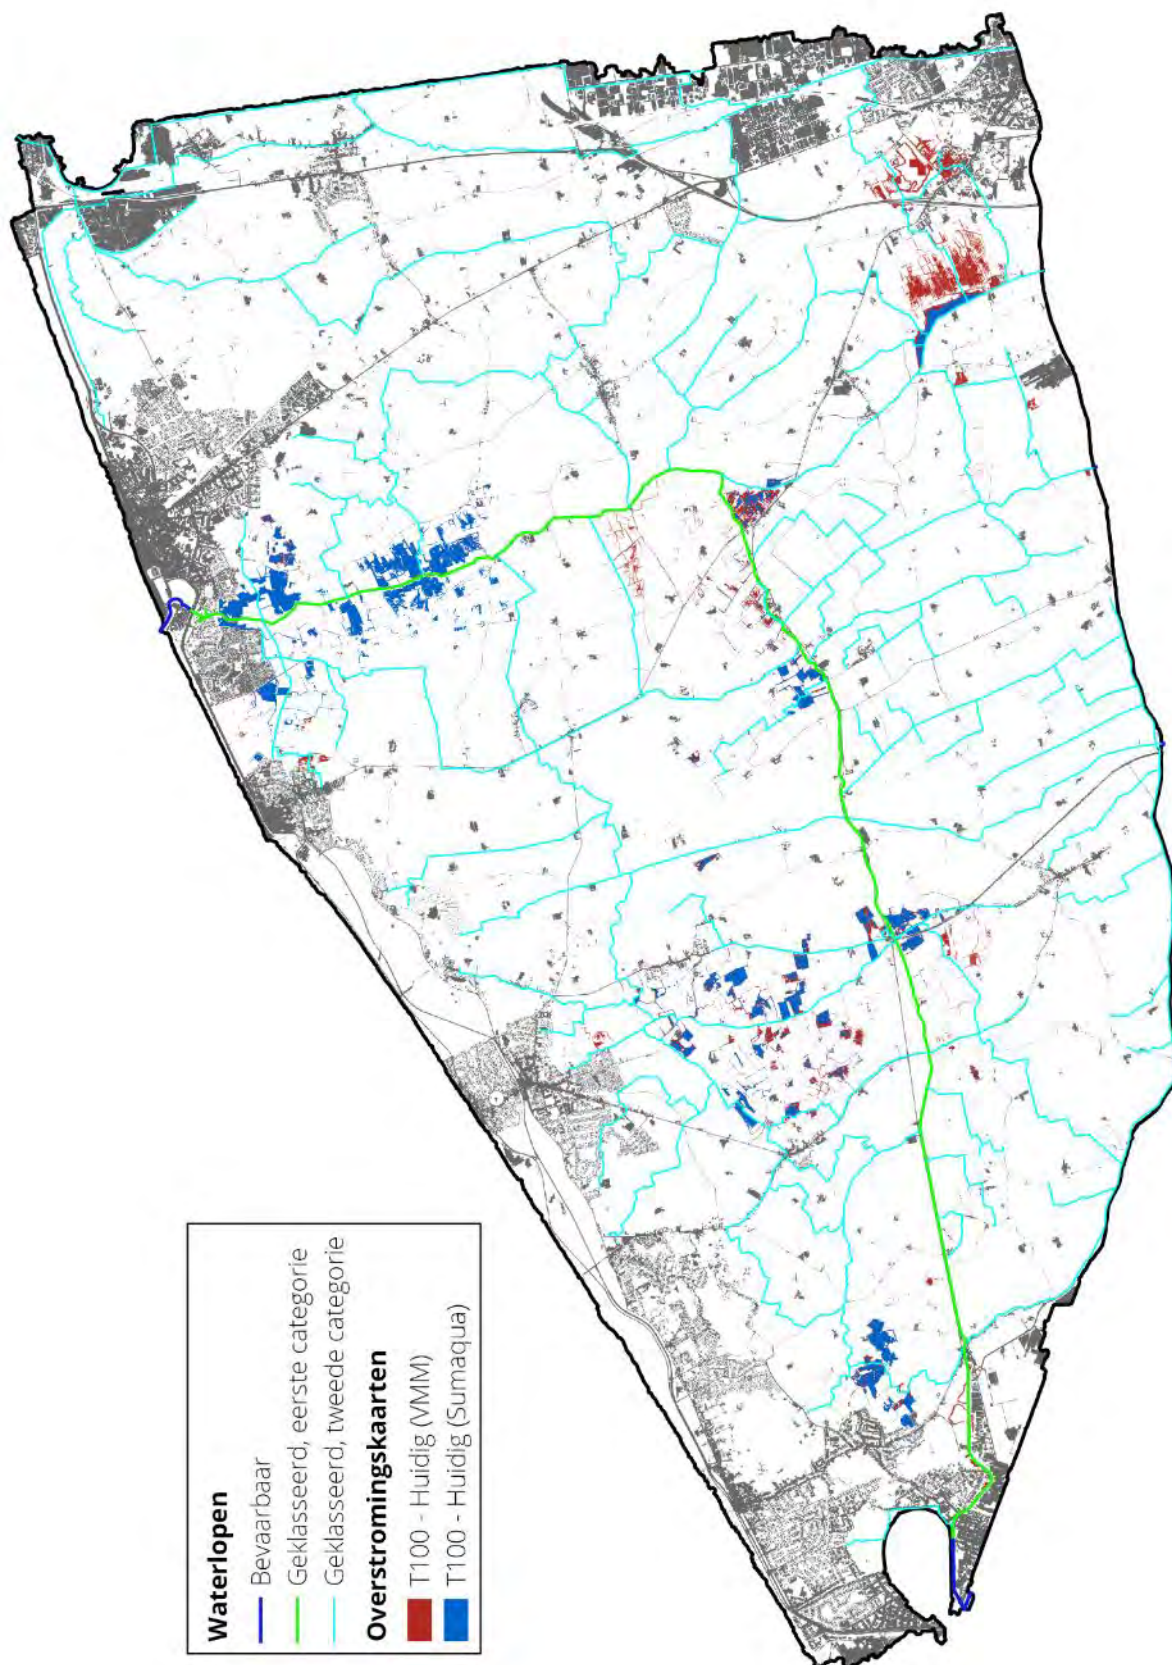 Waterlopen
Bevaarbaar
Geklasseerd, eerste categorie
Geklasseerd, tweede categorie
Overstromingskaarten
T100 - Huidig (VMM)
T100 - Huidig (Sumaqua)